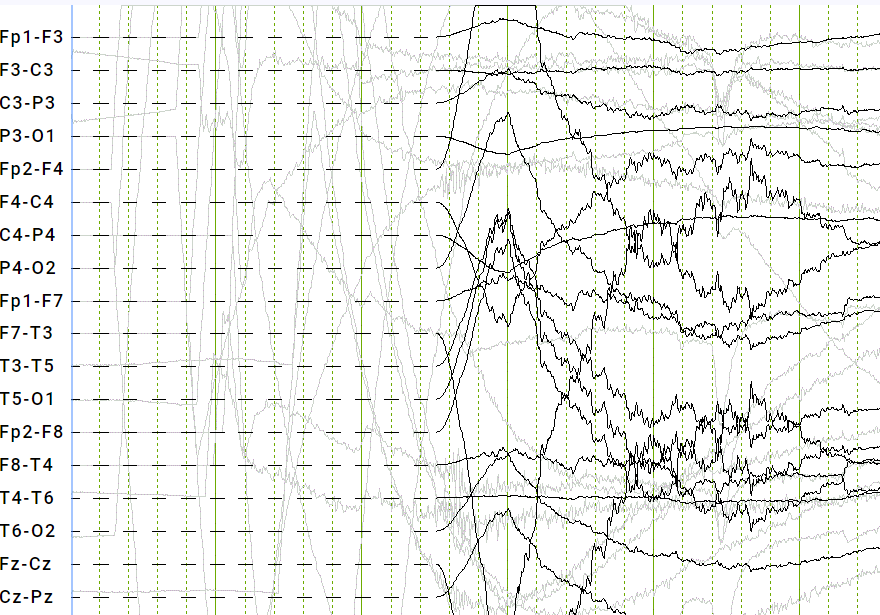 Fp1-F3
F3-C3
C3-P3
P3-O1
Fp2-F4
F4-C4
C4-P4
P4-O2
Fp1-F7
F7-T3
T3-T5
T5-O1
Fp2-F8
F8-T4
T4-T6
T6-O2
Fz-Cz
Cz-Pz